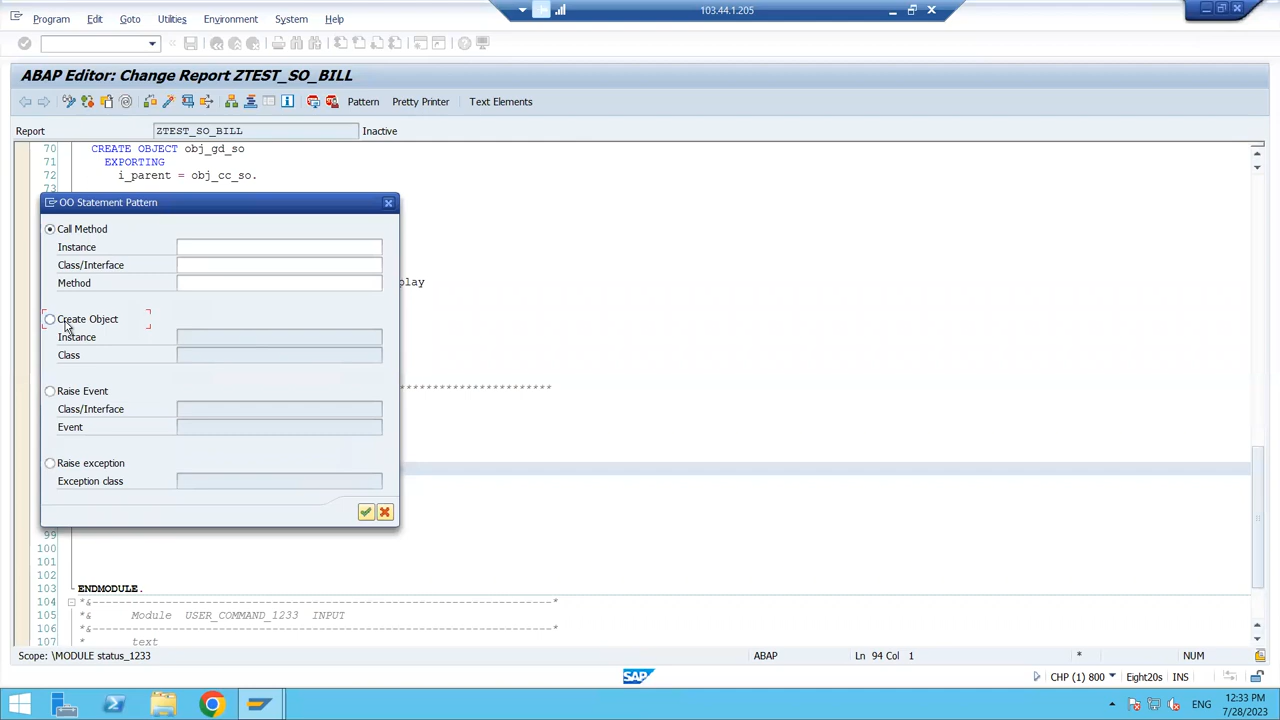 Program Edit Goto Utilities Environment System Help
103.44.1.205
ABAP Editor: Change Report ZTEST_SO_BILL
Pattern Pretty Printer Text Elements
Report ZTEST_SO_BILL Inactive
70 CREATE OBJECT obj_gd_so
71 EXPORTING
72 i_parent = obj_cc_so.
73
OO Statement Pattern
Call Method
Instance
Class/Interface
Method
play
Create Object
Instance
Class
Raise Event
***********************
Class/Interface
Event
Raise exception
Exception class
99
100
101
102
103 ENDMODULE.
104 *&---------------------------------------------------------------------*
105 *& Module USER_COMMAND_1233 INPUT
106 *&---------------------------------------------------------------------*
107 * text
Scope: \MODULE status_1233 ABAP Ln 94 Col 1 * NUM
SAP CHP (1) 800 Eight20s INS
ENG 12:33 PM
7/28/2023